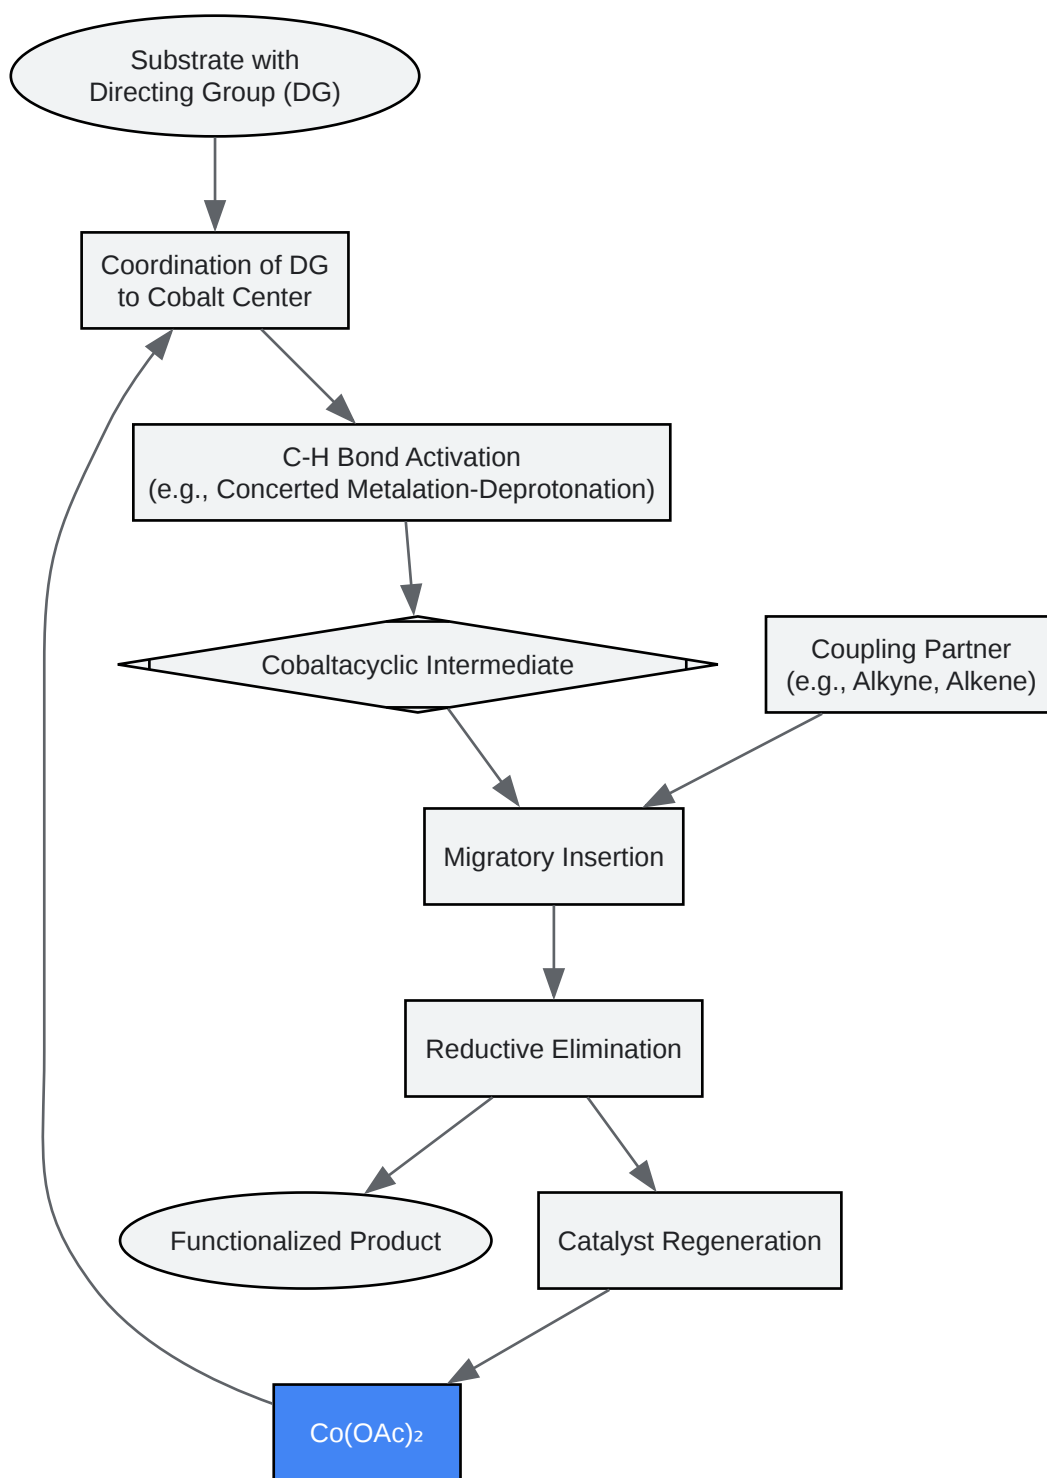 Substrate with
Directing Group (DG)
Coordination of DG
to Cobalt Center
C-H Bond Activation
(e.g., Concerted Metalation-Deprotonation)
Cobaltacyclic Intermediate
Coupling Partner
(e.g., Alkyne, Alkene)
Migratory Insertion
Reductive Elimination
Functionalized Product
Catalyst Regeneration
Co(OAc)₂